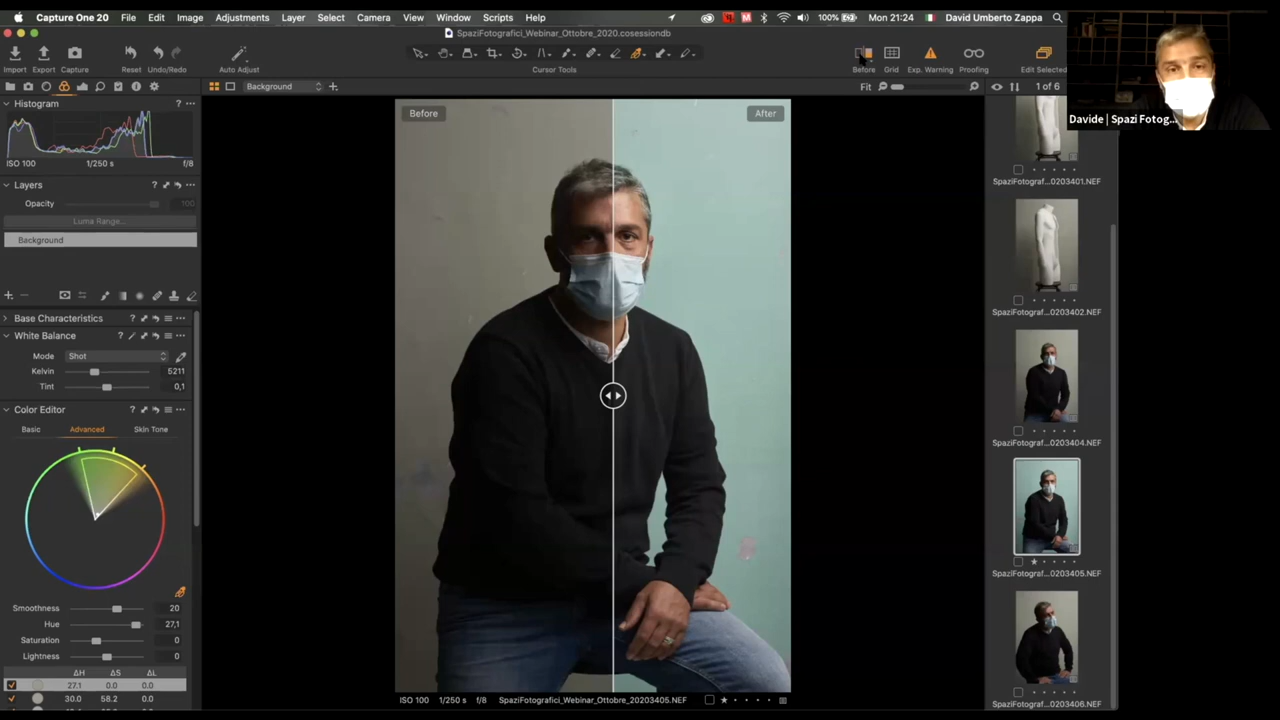 Capture One 20 File Edit Image Adjustments Layer Select Camera View Window Scripts Help 100% Mon 21:24 David Umberto Zappa
SpaziFotografici_Webinar_Ottobre_2020.cosessiondb
Import Export Capture Reset Undo/Redo Auto Adjust Cursor Tools Before Grid Exp. Warning Proofing Edit Selected
Background Fit 1 of 6
Davide | Spazi Fotog...
Histogram
ISO 100 1/250 s f/8
Layers
Opacity 100
Luma Range...
Background
Base Characteristics
White Balance
Mode Shot
Kelvin 5211
Tint 0,1
Color Editor
Basic Advanced Skin Tone
Smoothness 20
Hue 27,1
Saturation 0
Lightness 0
ΔH ΔS ΔL
27.1 0.0 0.0
30.0 58.2 0.0
Before After
ISO 100 1/250 s f/8 SpaziFotografici_Webinar_Ottobre_20203405.NEF
SpaziFotograf...0203401.NEF
SpaziFotograf...0203402.NEF
SpaziFotograf...0203404.NEF
SpaziFotograf...0203405.NEF
SpaziFotograf...0203406.NEF